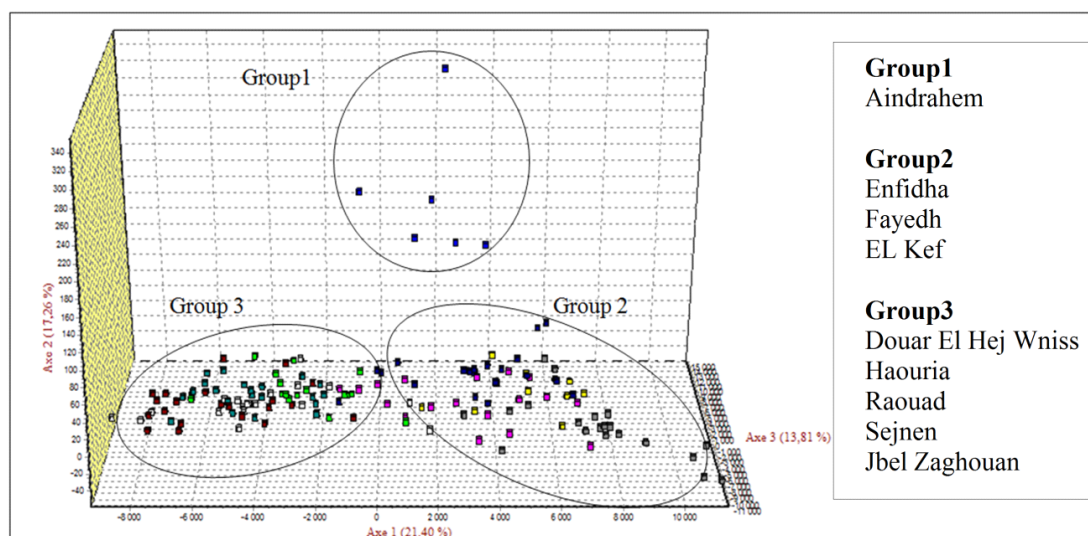 Group1
Group 3
Group 2
340
320
300
280
260
240
220
200
180
160
140
120
100
80
60
40
20
0
-20
-40
Axe 2 (17,26 %)
-8 000
-6 000
-4 000
-2 000
0
2 000
4 000
6 000
8 000
10 000
Axe 1 (21,40 %)
Axe 3 (13,81 %)
-11 000
Group1
Aindrahem
Group2
Enfidha
Fayedh
EL Kef
Group3
Douar El Hej Wniss
Haouria
Raouad
Sejnen
Jbel Zaghouan